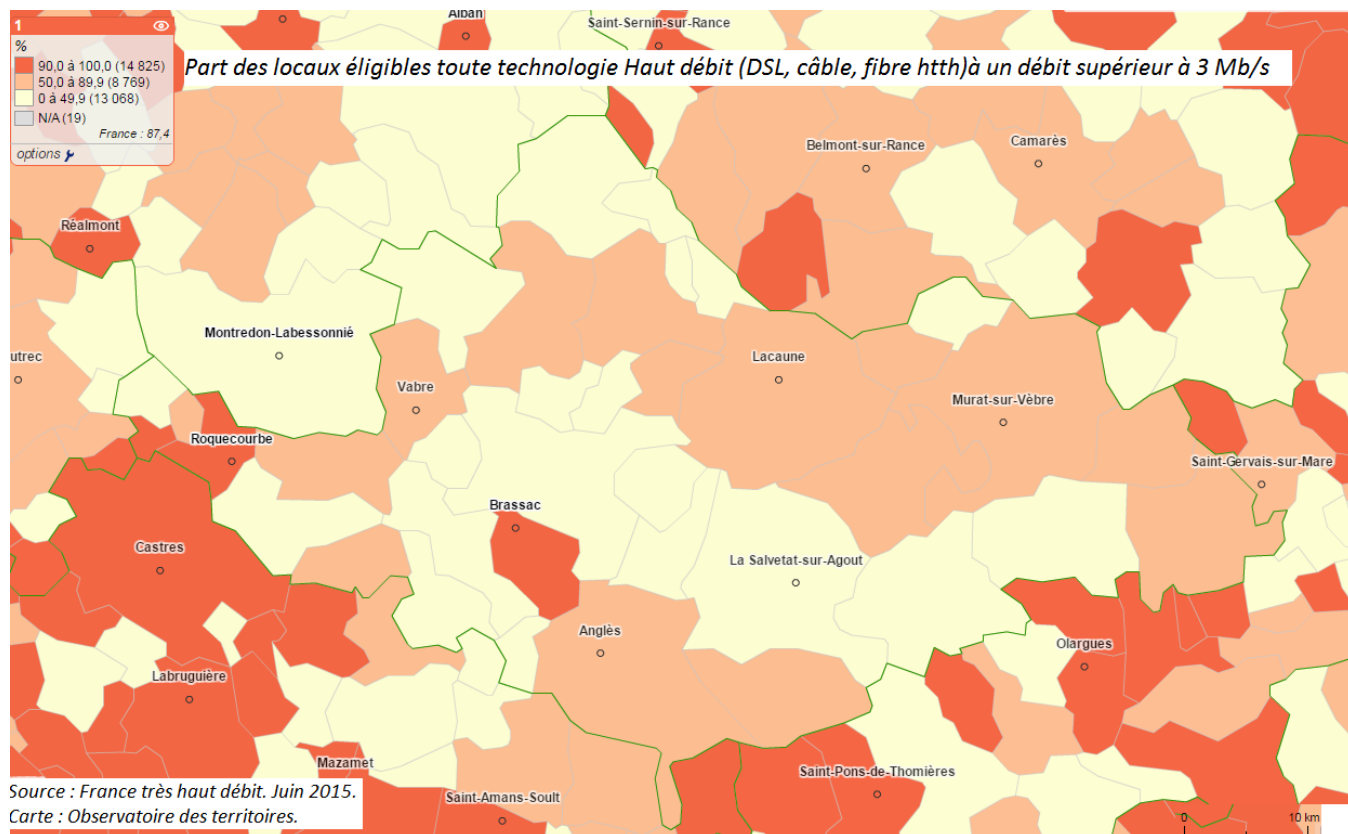 1
%
90,0 à 100,0 (14 825)
50,0 à 89,9 (8 769)
0 à 49,9 (13 068)
N/A (19)
France : 87,4
options
Part des locaux éligibles toute technologie Haut débit (DSL, câble, fibre htth)à un débit supérieur à 3 Mb/s
Alban
Saint-Sernin-sur-Rance
Belmont-sur-Rance
Camarès
Réalmont
Montredon-Labessonnié
utrec
Vabre
Lacaune
Murat-sur-Vèbre
Roquecourbe
Saint-Gervais-sur-Mare
Brassac
Castres
La Salvetat-sur-Agout
Anglès
Olargues
Labruguière
Mazamet
Saint-Pons-de-Thomières
Saint-Amans-Soult
Source : France très haut débit. Juin 2015.
Carte : Observatoire des territoires.
0 10 km